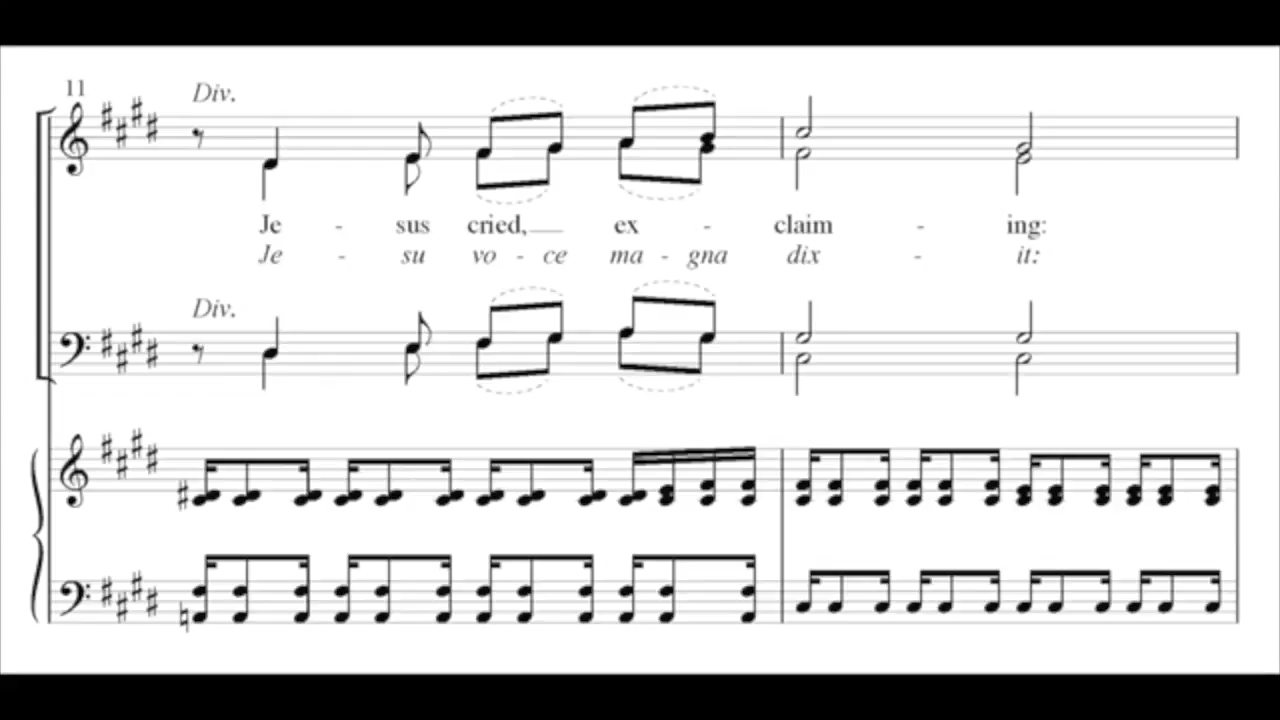 11
Div.
Je - sus cried, ex - claim - ing:
Je - su vo - ce ma - gna dix - it:
Div.